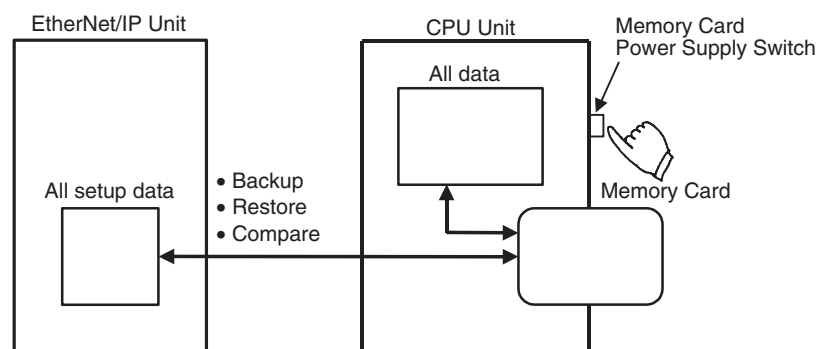 EtherNet/IP Unit
CPU Unit
Memory Card
Power Supply Switch
All data
All setup data
• Backup
• Restore
• Compare
Memory Card